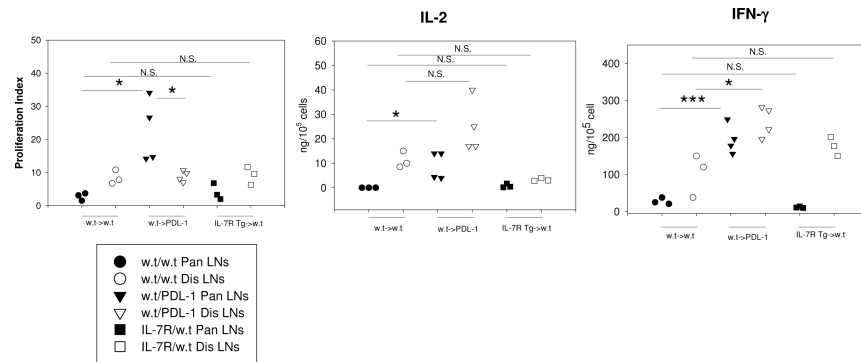 IL-2
IFN-γ
N.S.
N.S.
*
*
50
40
30
20
10
0
Proliferation Index
w.t->w.t
w.t->PDL-1
IL-7R Tg->w.t
N.S.
N.S.
N.S.
*
60
50
40
30
20
10
0
ng/10⁵ cells
w.t->w.t
w.t->PDL-1
IL-7R Tg->w.t
N.S.
N.S.
*
***
400
300
200
100
0
ng/10⁵ cell
w.t->w.t
w.t->PDL-1
IL-7R Tg->w.t
w.t/w.t Pan LNs
w.t/w.t Dis LNs
w.t/PDL-1 Pan LNs
w.t/PDL-1 Dis LNs
IL-7R/w.t Pan LNs
IL-7R/w.t Dis LNs